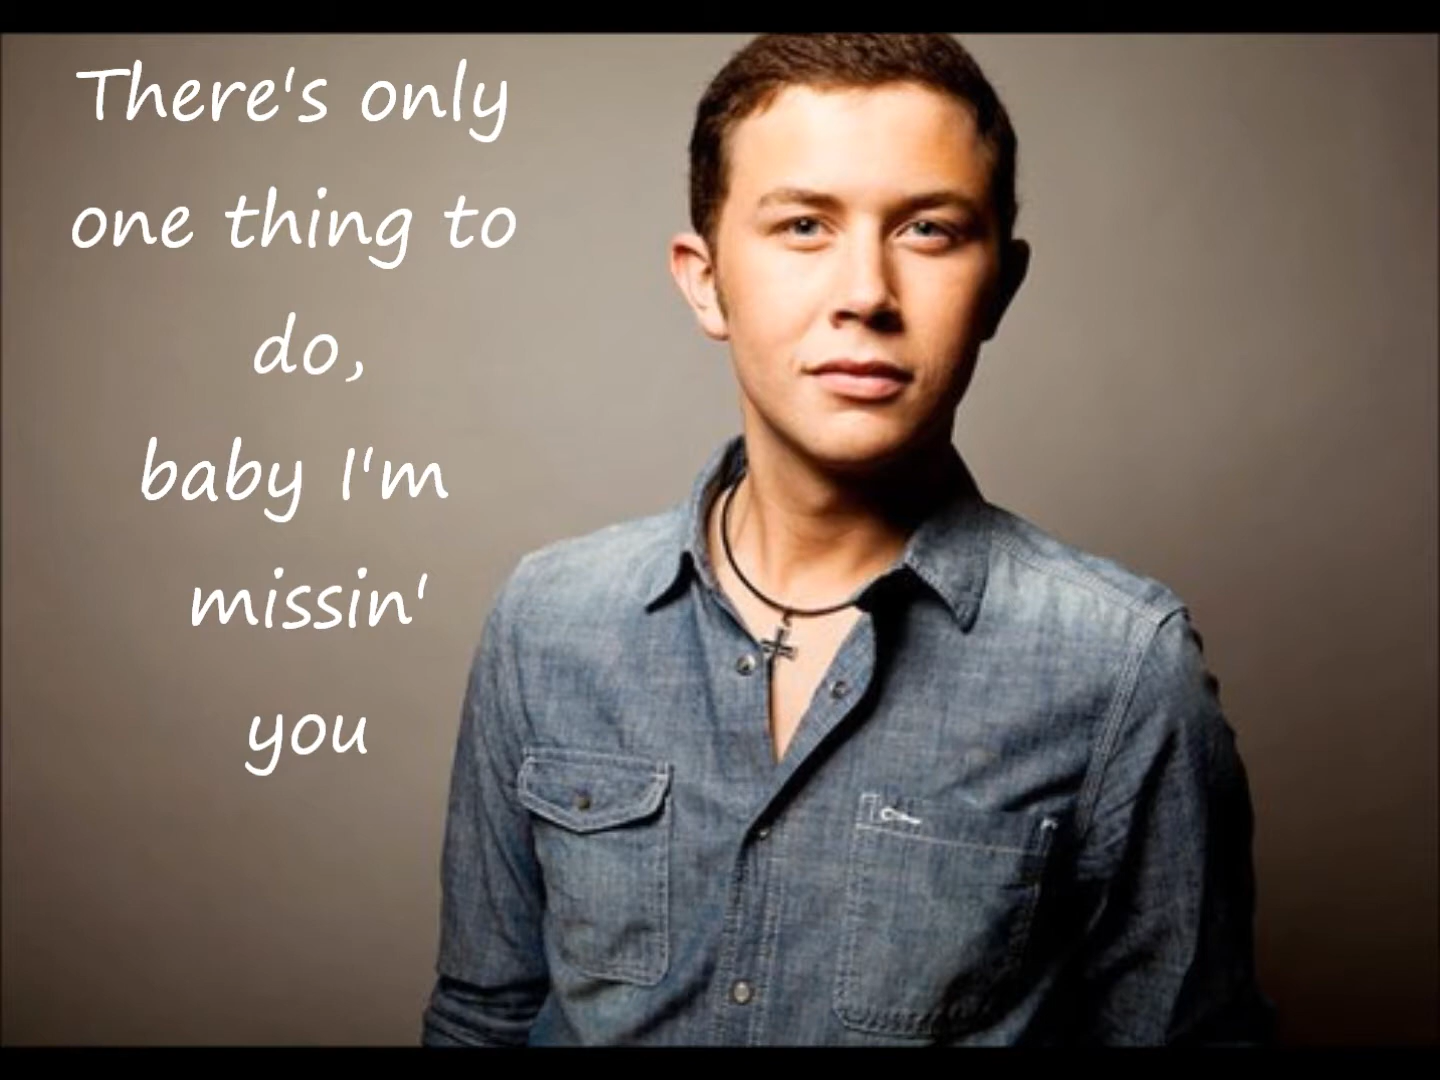 There's only
one thing to
do,
baby I'm
missin'
you